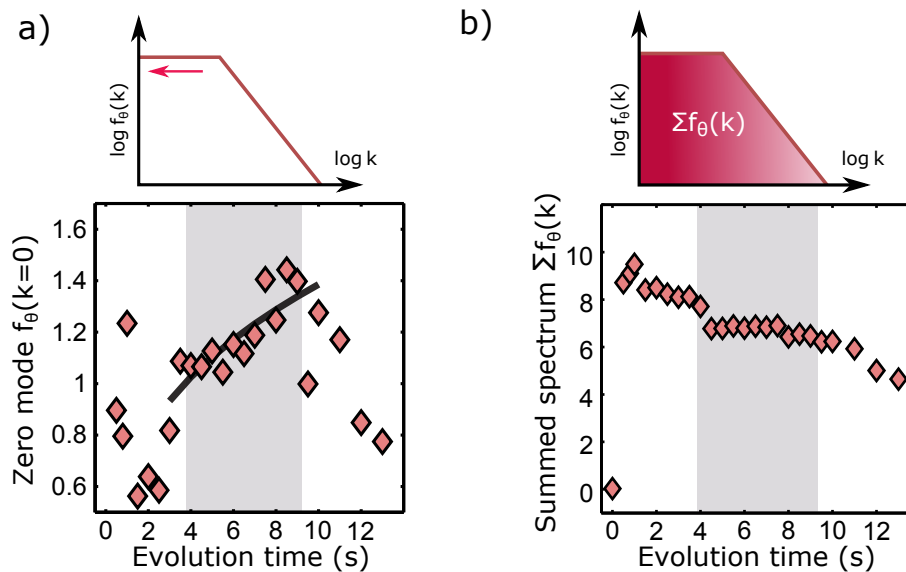 a)
log f_θ(k)
log k
Zero mode f_θ(k=0)
1.6
1.4
1.2
1
0.8
0.6
0 2 4 6 8 10 12
Evolution time (s)
b)
log f_θ(k)
Σf_θ(k)
log k
Summed spectrum Σf_θ(k)
10
8
6
4
2
0
0 2 4 6 8 10 12
Evolution time (s)